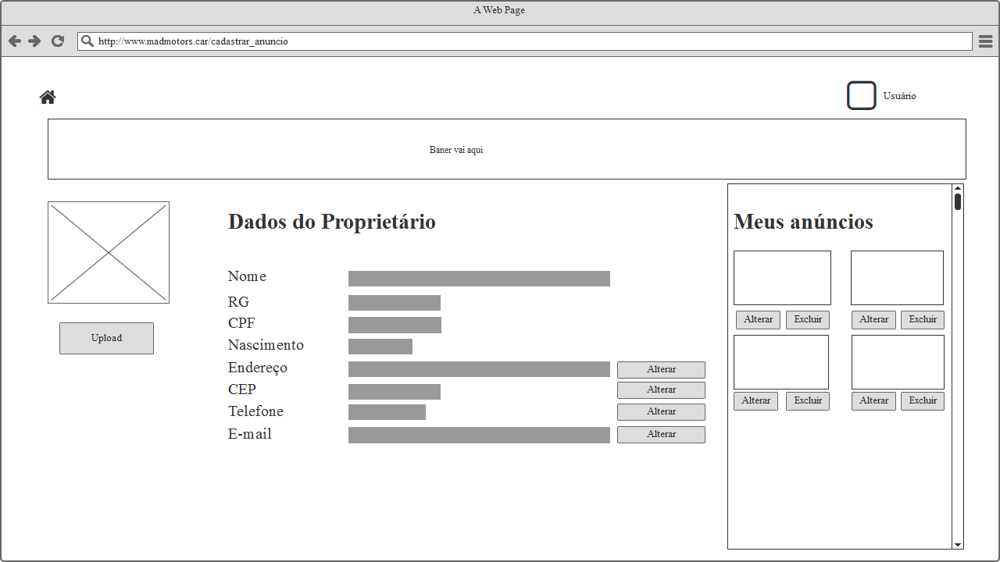 A Web Page
http://www.madmotors.car/cadastrar_anuncio
Usuário
Baner vai aqui
Upload
Dados do Proprietário
Nome
RG
CPF
Nascimento
Endereço Alterar
CEP Alterar
Telefone Alterar
E-mail Alterar
Meus anúncios
Alterar Excluir Alterar Excluir
Alterar Excluir Alterar Excluir